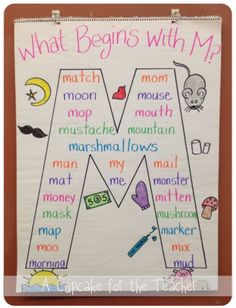 What Begins With M?
match mom
moon mouse
mop mouth
mustache mountain
marshmallows
man my mail
mat me monster
money $ 05 mitten
mask mushroom
map marker
moo mix
morning mud
A Cupcake for the Teacher